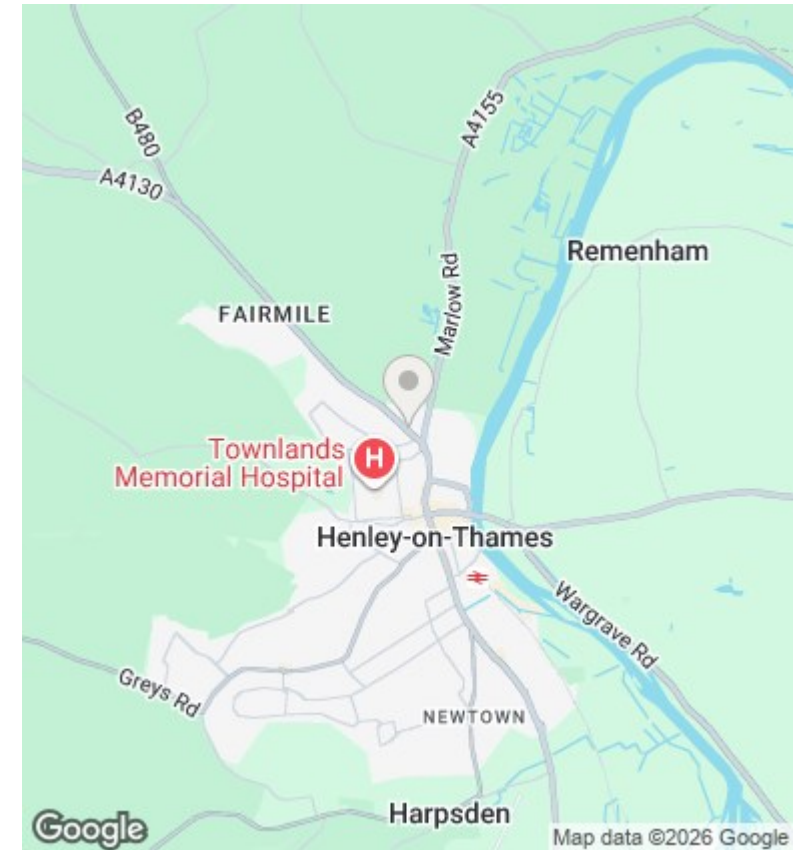 A4155
B480
A4130
Remenham
Marlow Rd
FAIRMILE
Townlands
Memorial Hospital
H
Henley-on-Thames
Wargrave Rd
Greys Rd
NEWTOWN
Harpsden
Google
Map data ©2026 Google